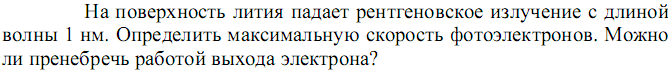 На поверхность лития падает рентгеновское излучение с длиной
волны 1 нм. Определить максимальную скорость фотоэлектронов. Можно
ли пренебречь работой выхода электрона?